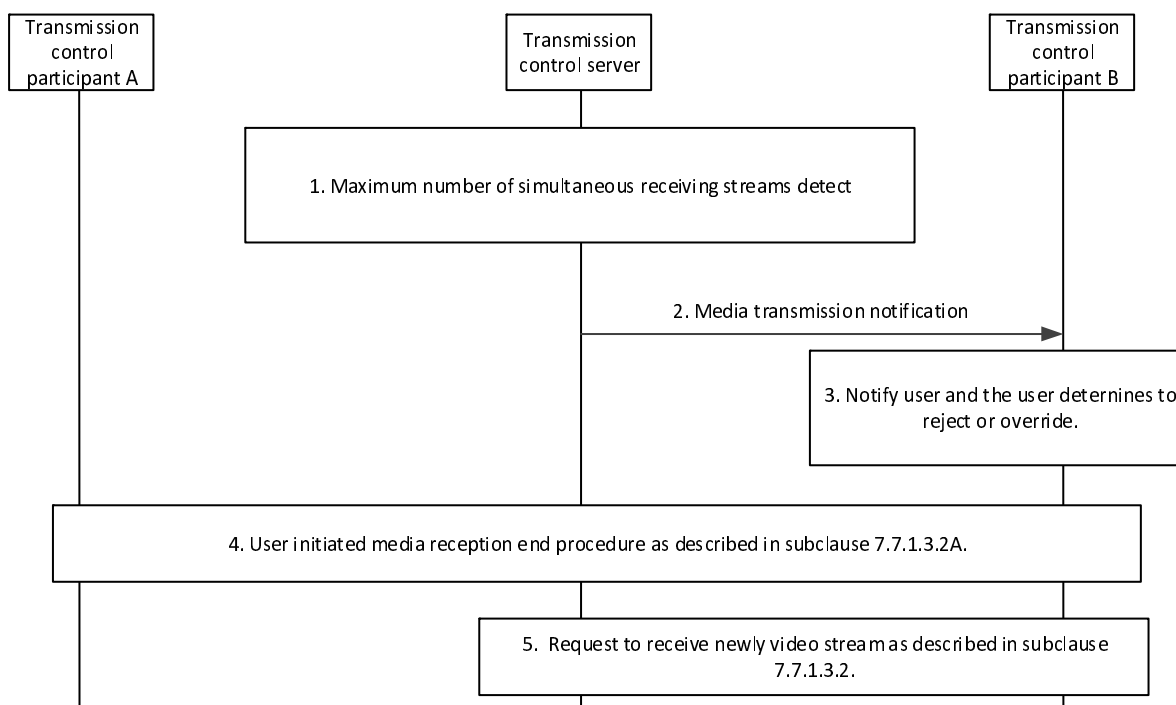 Transmission
control
participant A
Transmission
control server
Transmission
control
participant B
1. Maximum number of simultaneous receiving streams detect
2. Media transmission notification
3. Notify user and the user deternines to
reject or override.
4. User initiated media reception end procedure as described in subclause 7.7.1.3.2A.
5. Request to receive newly video stream as described in subclause
7.7.1.3.2.